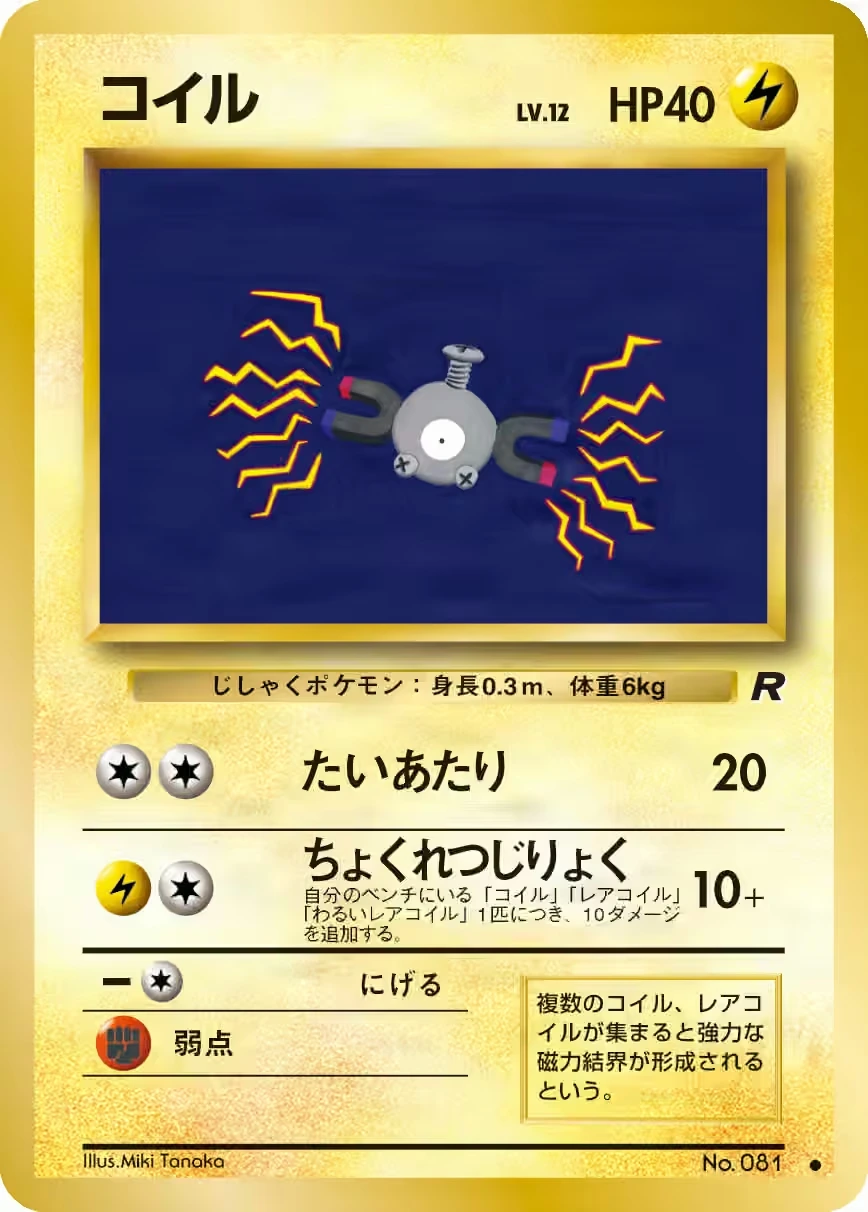 コイル LV.12 HP40
じしゃくポケモン：身長0.3m、体重6kg R
たいあたり 20
ちょくれつじりょく 10+
自分のベンチにいる「コイル」「レアコイル」
「わるいレアコイル」1匹につき、10ダメージ
を追加する。
ー にげる
弱点
複数のコイル、レアコ
イルが集まると強力な
磁力結界が形成される
という。
Illus.Miki Tanaka No. 081 ●